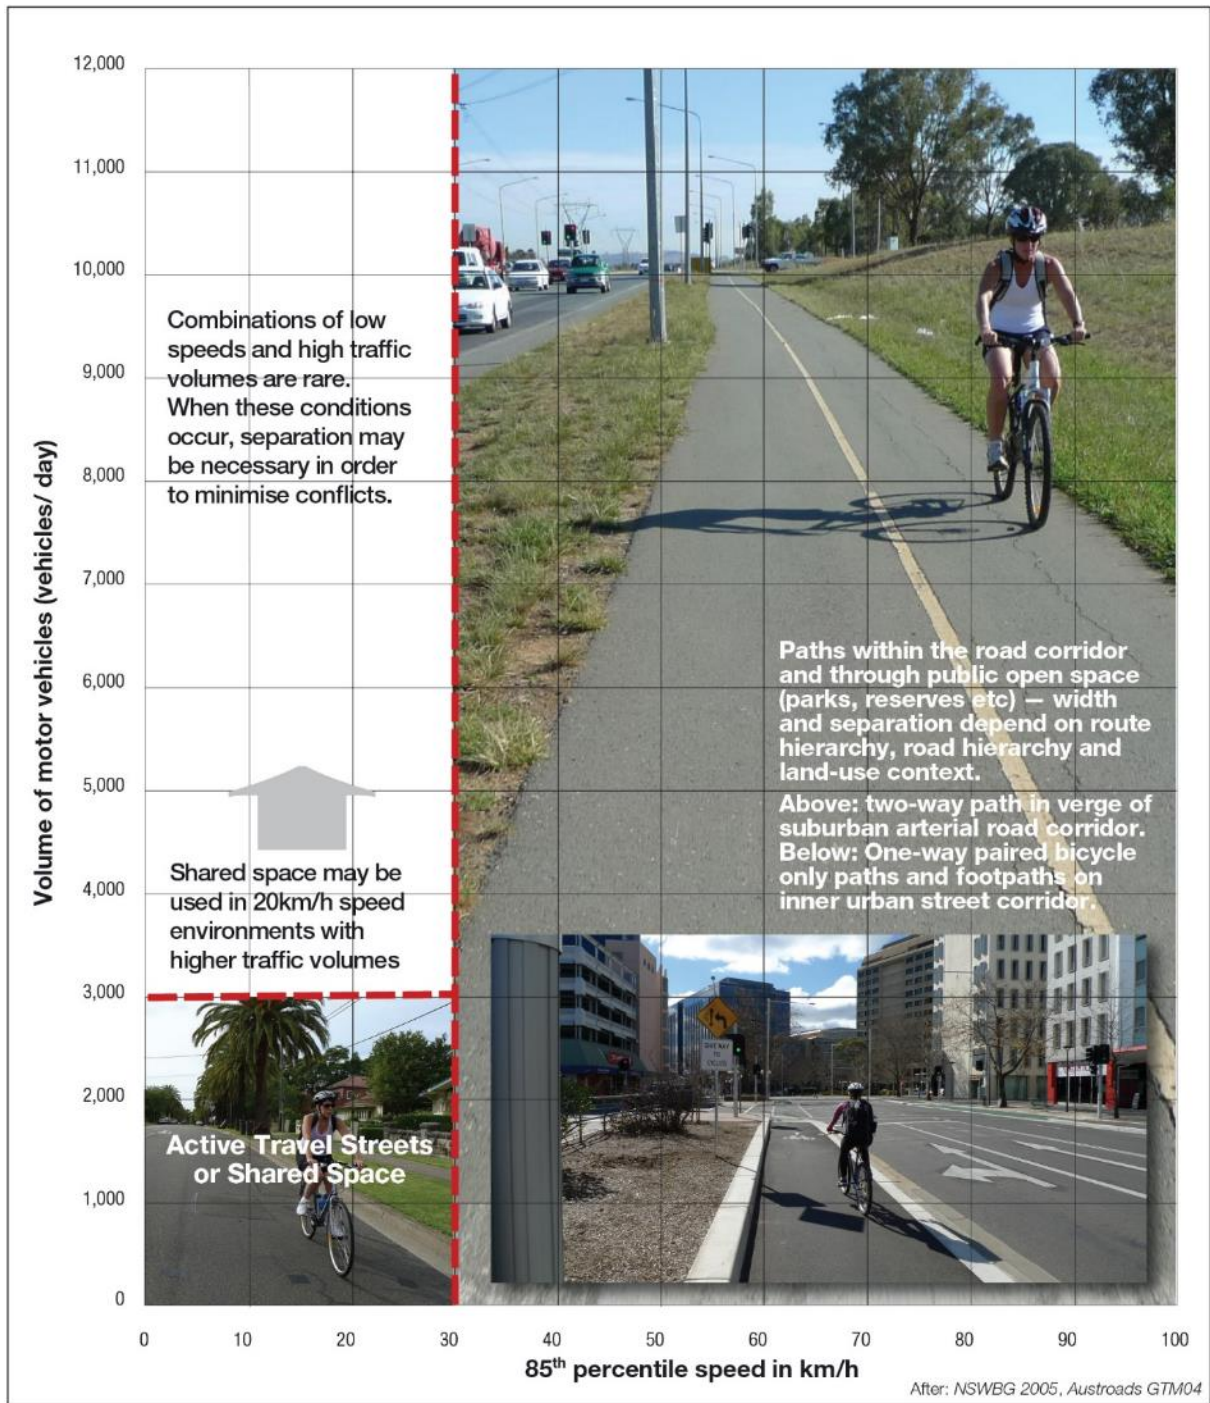 12,000
11,000
10,000
9,000
8,000
7,000
6,000
5,000
4,000
3,000
2,000
1,000
0
Volume of motor vehicles (vehicles/ day)
Combinations of low
speeds and high traffic
volumes are rare.
When these conditions
occur, separation may
be necessary in order
to minimise conflicts.
Shared space may be
used in 20km/h speed
environments with
higher traffic volumes
Active Travel Streets
or Shared Space
Paths within the road corridor
and through public open space
(parks, reserves etc) — width
and separation depend on route
hierarchy, road hierarchy and
land-use context.
Above: two-way path in verge of
suburban arterial road corridor.
Below: One-way paired bicycle
only paths and footpaths on
inner urban street corridor.
GIVE WAY
TO
0 10 20 30 40 50 60 70 80 90 100
85th percentile speed in km/h
After: NSWBG 2005, Austroads GTM04